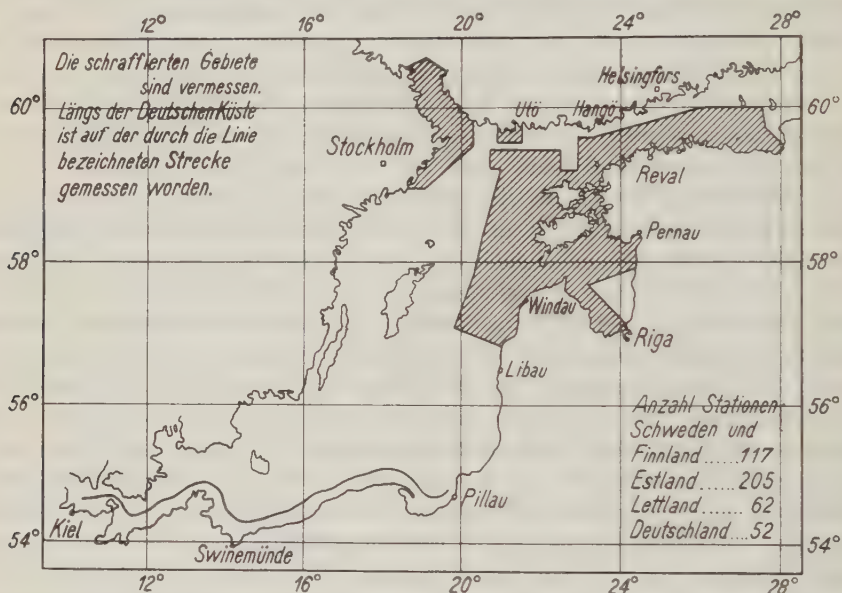 12° 16° 20° 24° 28°
Die schraffierten Gebiete
sind vermessen.
Längs der Deutschen Küste
ist auf der durch die Linie
bezeichneten Strecke
gemessen worden.
60° 60°
Helsingfors
Utö Hangö
Stockholm
Reval
Pernau
58° 58°
Windau
Riga
Libau
56° 56°
Anzahl Stationen
Schweden und
Finnland......117
Estland......205
Lettland....... 62
Deutschland...52
Pillau
Kiel
54° 54°
Swinemünde
12° 16° 20° 24° 28°